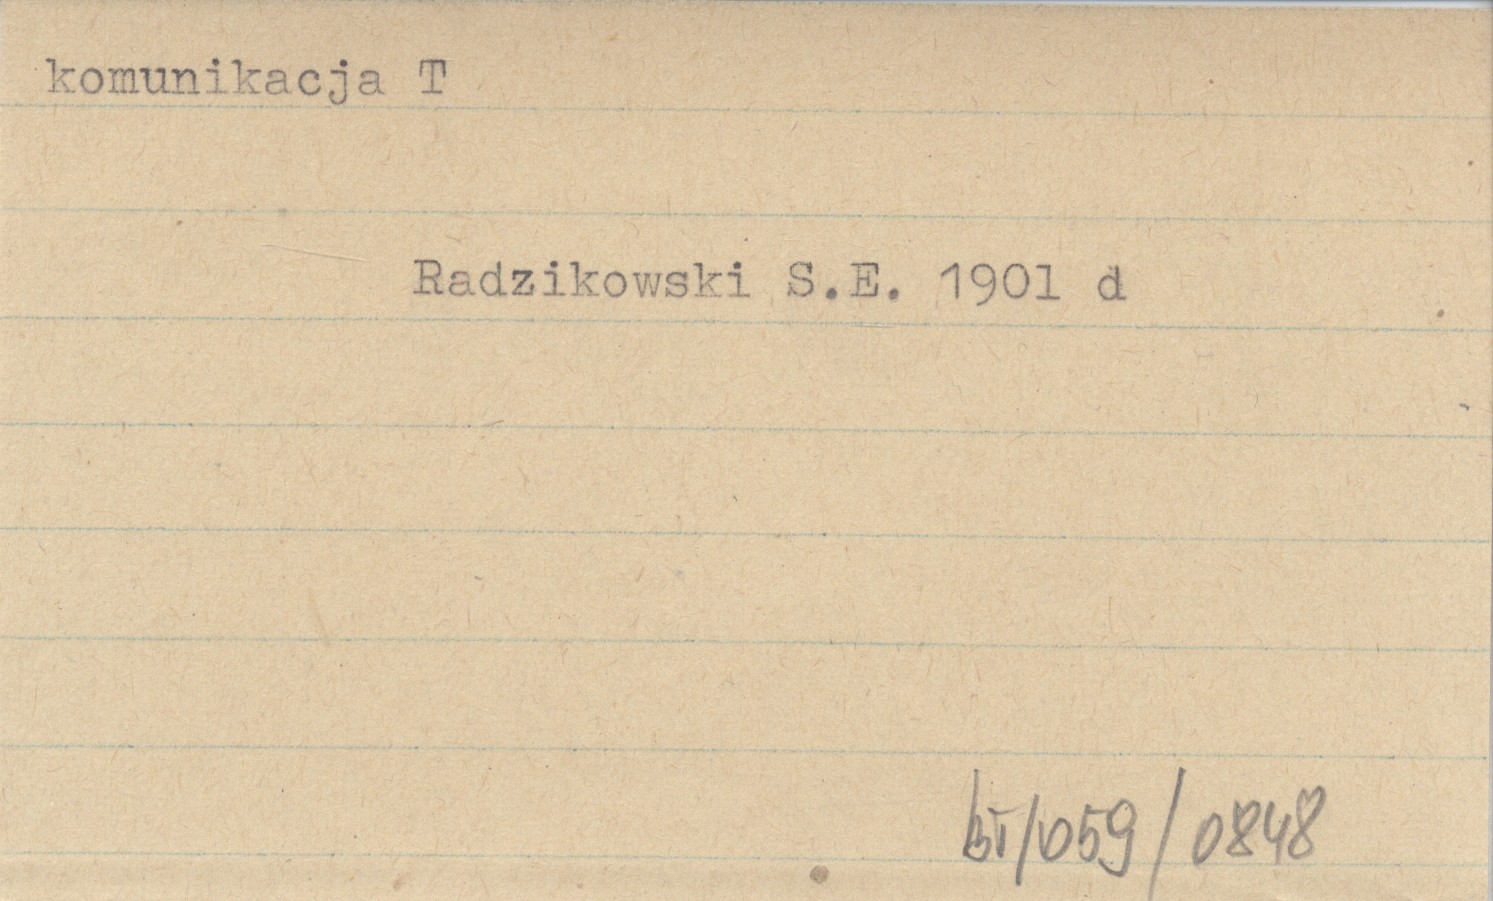 komunikacja T
Radzikowski S.E. 1901 d
BT/059/0848